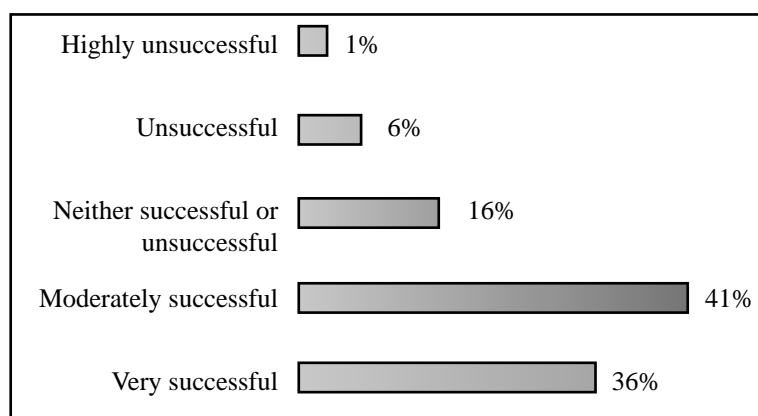 Highly unsuccessful 1%
Unsuccessful 6%
Neither successful or
unsuccessful 16%
Moderately successful 41%
Very successful 36%